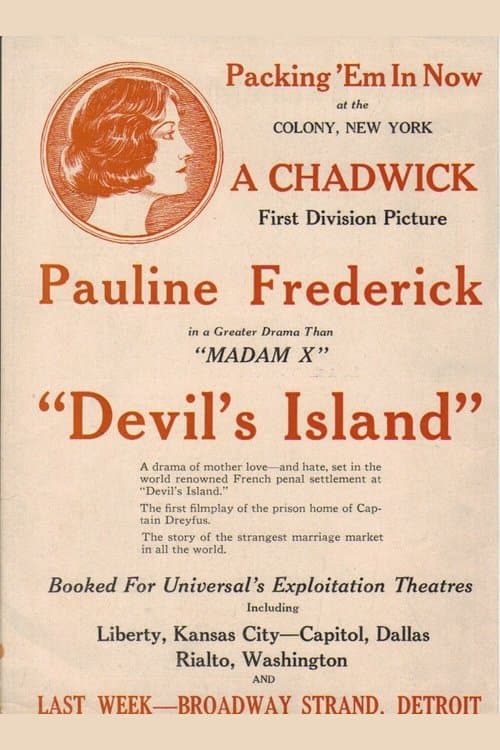 Packing 'Em In Now
at the
COLONY, NEW YORK
A CHADWICK
First Division Picture
Pauline Frederick
in a Greater Drama Than
"MADAM X"
"Devil's Island"
A drama of mother love—and hate, set in the
world renowned French penal settlement at
"Devil's Island."
The first filmplay of the prison home of Cap-
tain Dreyfus.
The story of the strangest marriage market
in all the world.
Booked For Universal's Exploitation Theatres
Including
Liberty, Kansas City—Capitol, Dallas
Rialto, Washington
AND
LAST WEEK—BROADWAY STRAND, DETROIT